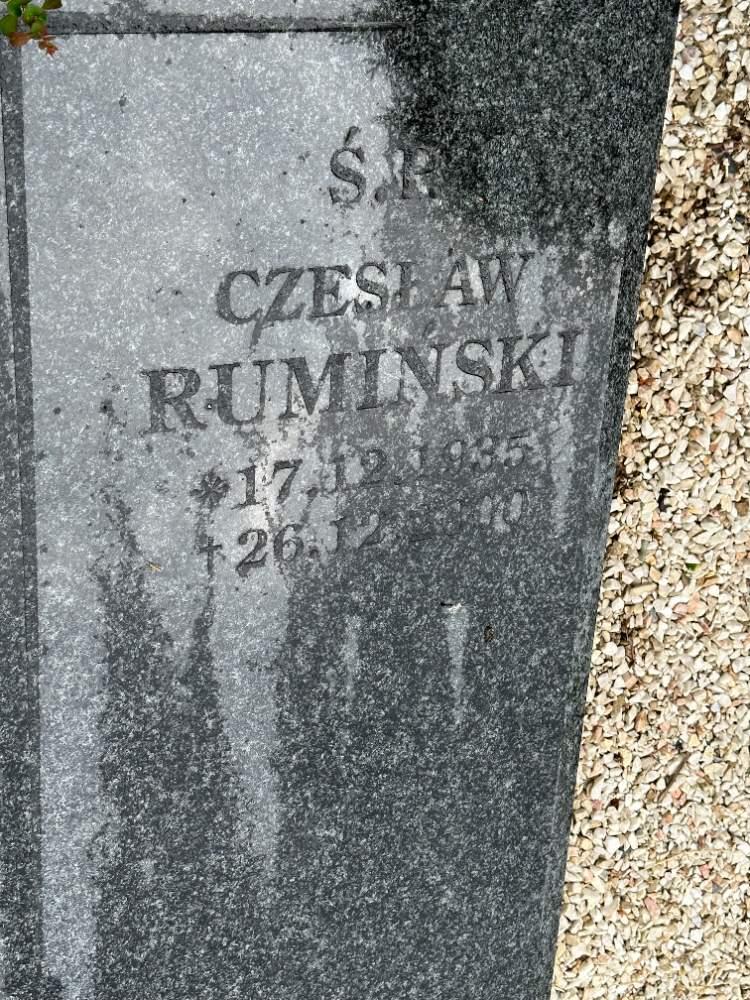 Ś.P.
CZESŁAW
RUMIŃSKI
*17.12.1935
†26.12.